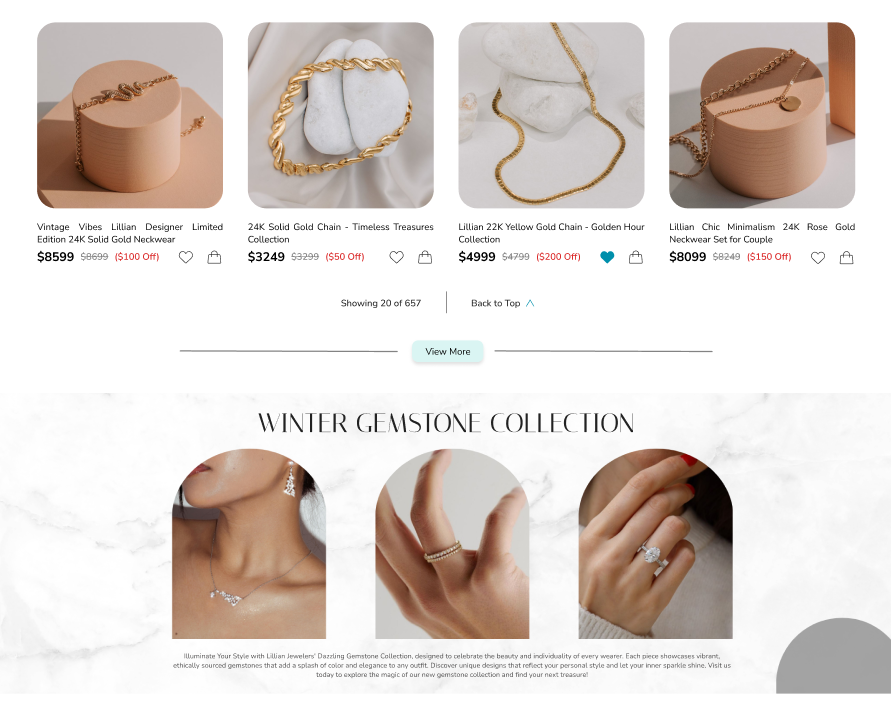 Vintage Vibes Lillian Designer Limited
Edition 24K Solid Gold Neckwear
$8599 $8699 ($100 Off)
24K Solid Gold Chain - Timeless Treasures
Collection
$3249 $3299 ($50 Off)
Lillian 22K Yellow Gold Chain - Golden Hour
Collection
$4999 $4799 ($200 Off)
Lillian Chic Minimalism 24K Rose Gold
Neckwear Set for Couple
$8099 $8249 ($150 Off)
Showing 20 of 657
Back to Top
View More
WINTER GEMSTONE COLLECTION
Illuminate Your Style with Lillian Jewelers' Dazzling Gemstone Collection, designed to celebrate the beauty and individuality of every wearer. Each piece showcases vibrant,
ethically sourced gemstones that add a splash of color and elegance to any outfit. Discover unique designs that reflect your personal style and let your inner sparkle shine. Visit us
today to explore the magic of our new gemstone collection and find your next treasure!